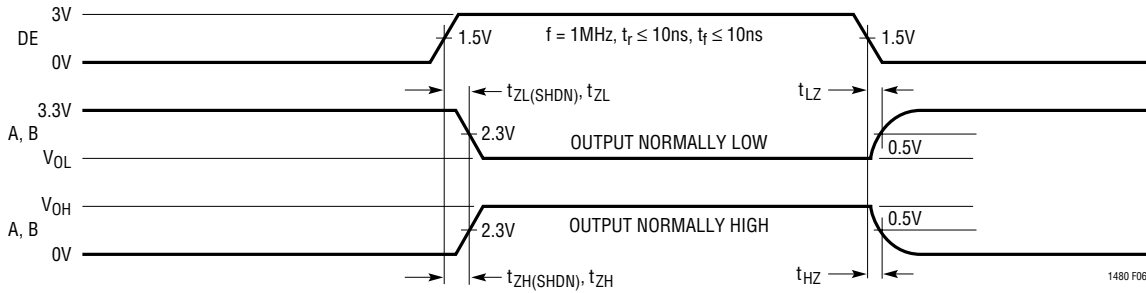 3V
DE
1.5V
f = 1MHz, tr ≤ 10ns, tf ≤ 10ns
1.5V
0V
3.3V
tZL(SHDN), tZL
tLZ
A, B
2.3V
OUTPUT NORMALLY LOW
0.5V
VOL
VOH
A, B
2.3V
OUTPUT NORMALLY HIGH
0.5V
0V
tZH(SHDN), tZH
tHZ
1480 F06